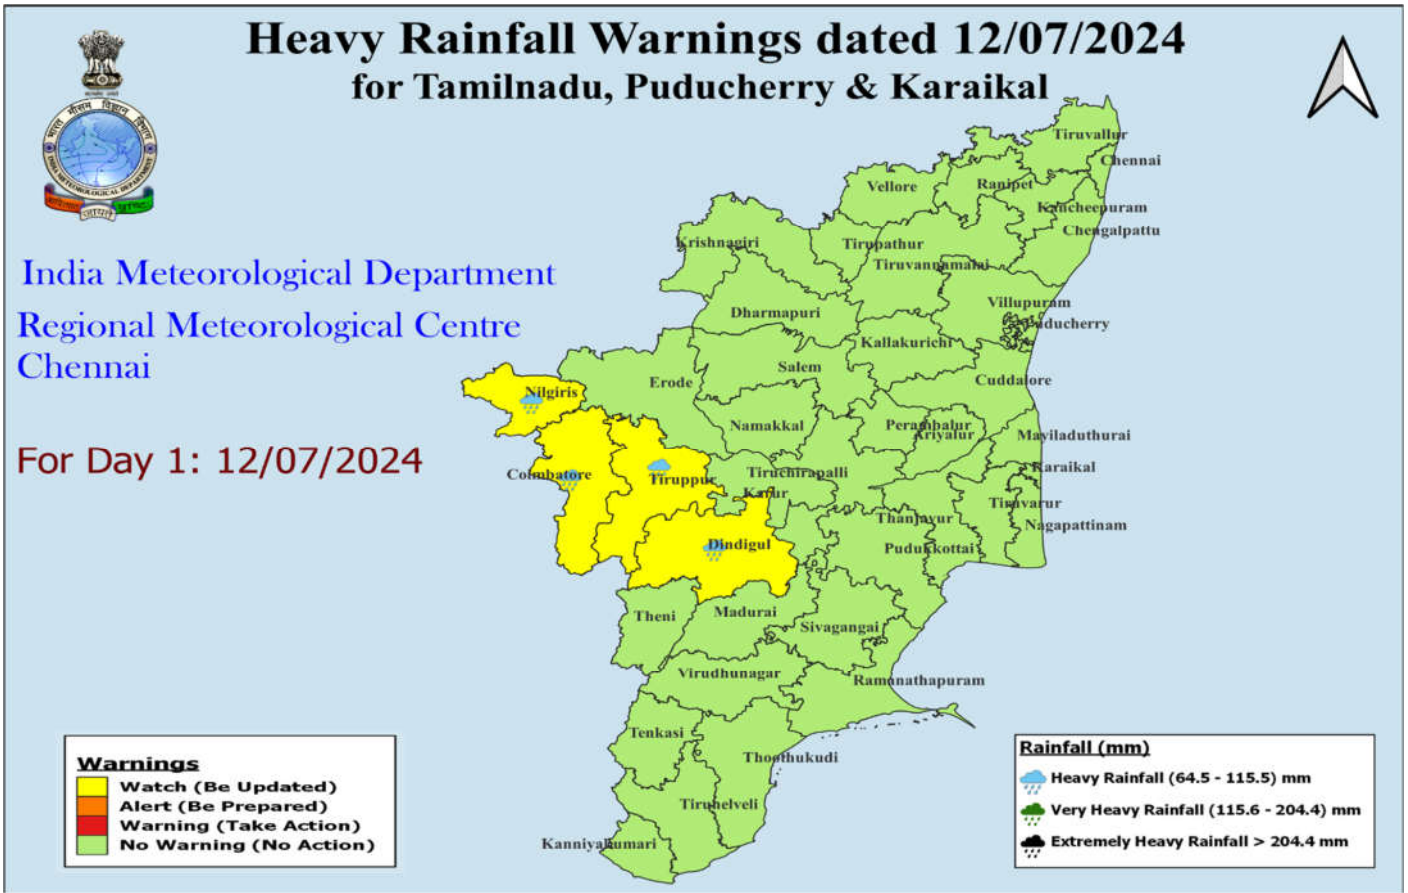 Heavy Rainfall Warnings dated 12/07/2024
for Tamilnadu, Puducherry & Karaikal
भारत मौसम विज्ञान विभाग
INDIA METEOROLOGICAL DEPARTMENT
India Meteorological Department
Regional Meteorological Centre
Chennai
For Day 1: 12/07/2024
Tiruvallur
Chennai
Vellore
Ranipet
Kancheepuram
Chengalpattu
Krishnagiri
Tirupathur
Tiruvannamalai
Villupuram
Dharmapuri
Puducherry
Kallakurichi
Salem
Cuddalore
Erode
Nilgiris
Namakkal
Perambalur
Ariyalur
Mayiladuthurai
Karaikal
Coimbatore
Tiruppur
Tiruchirapalli
Karur
Tiruvarur
Thanjavur
Nagapattinam
Dindigul
Pudukkottai
Theni
Madurai
Sivagangai
Virudhunagar
Ramanathapuram
Tenkasi
Thoothukudi
Tirunelveli
Kanniyakumari
Warnings
Watch (Be Updated)
Alert (Be Prepared)
Warning (Take Action)
No Warning (No Action)
Rainfall (mm)
Heavy Rainfall (64.5 - 115.5) mm
Very Heavy Rainfall (115.6 - 204.4) mm
Extremely Heavy Rainfall > 204.4 mm